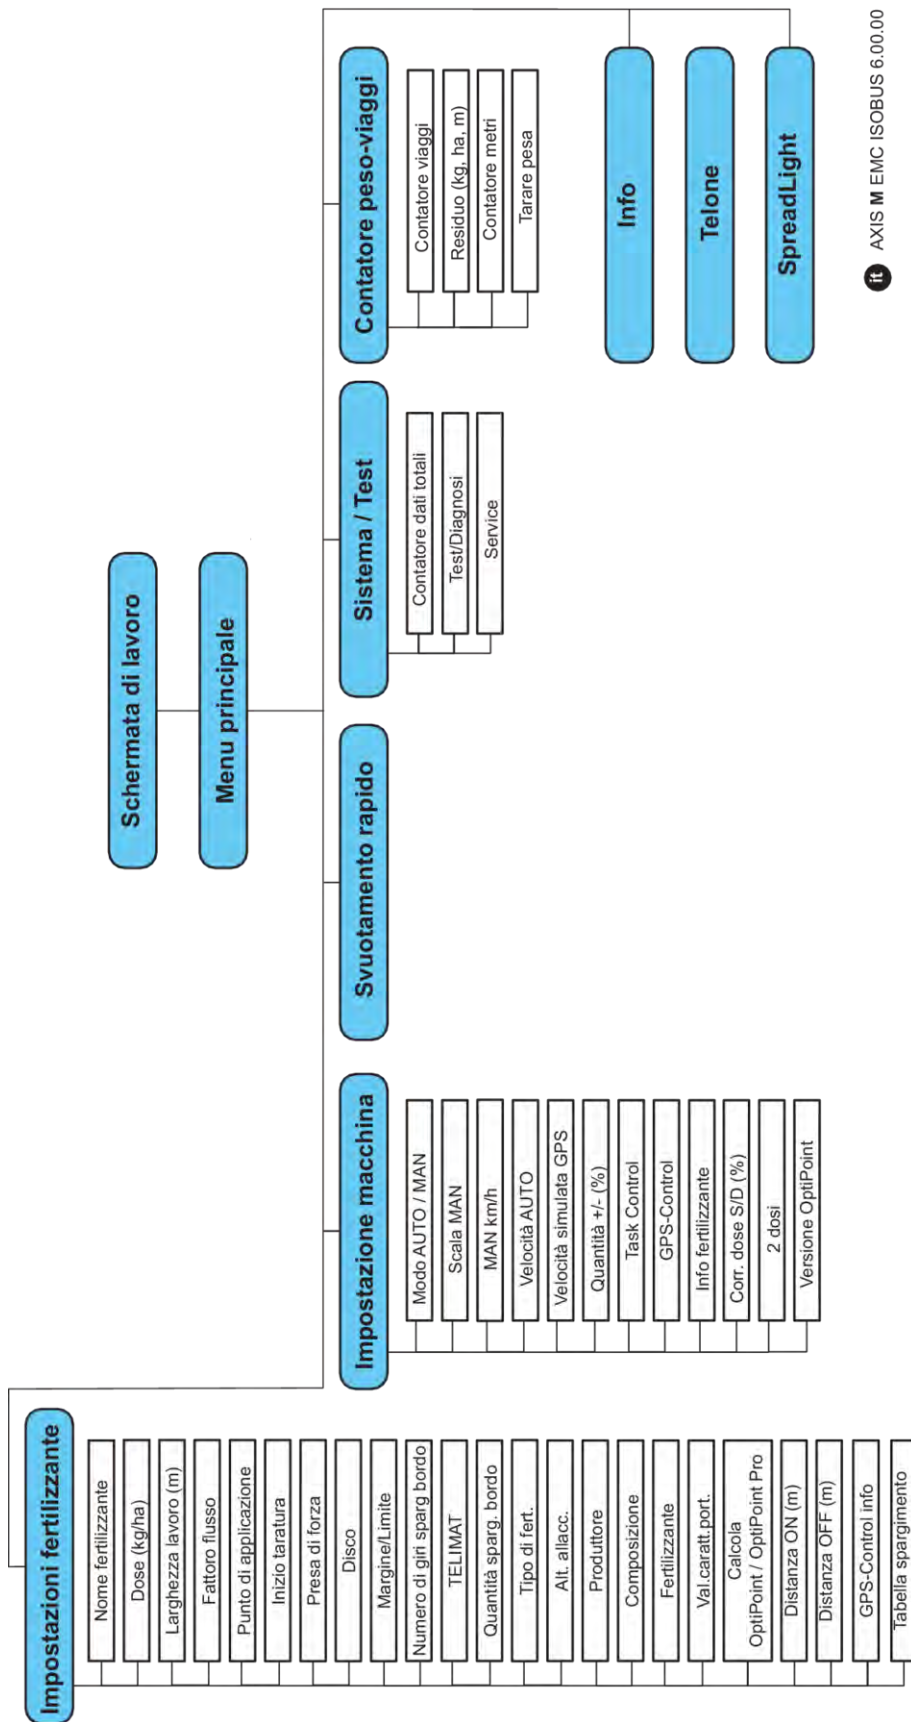 Schermata di lavoro
Menu principale
Impostazioni fertilizzante
Nome fertilizzante
Dose (kg/ha)
Larghezza lavoro (m)
Fattoro flusso
Punto di applicazione
Inizio taratura
Presa di forza
Disco
Margine/Limite
Numero di giri sparg bordo
TELIMAT
Quantità sparg. bordo
Tipo di fert.
Alt. allacc.
Produttore
Composizione
Fertilizzante
Val.caratt.port.
Calcola
OptiPoint / OptiPoint Pro
Distanza ON (m)
Distanza OFF (m)
GPS-Control info
Tabella spargimento
Impostazione macchina
Modo AUTO / MAN
Scala MAN
MAN km/h
Velocità AUTO
Velocità simulata GPS
Quantità +/- (%)
Task Control
GPS-Control
Info fertilizzante
Corr. dose S/D (%)
2 dosi
Versione OptiPoint
Svuotamento rapido
Sistema / Test
Contatore dati totali
Test/Diagnosi
Service
Contatore peso-viaggi
Contatore viaggi
Residuo (kg, ha, m)
Contatore metri
Tarare pesa
Info
Telone
SpreadLight
it AXIS M EMC ISOBUS 6.00.00